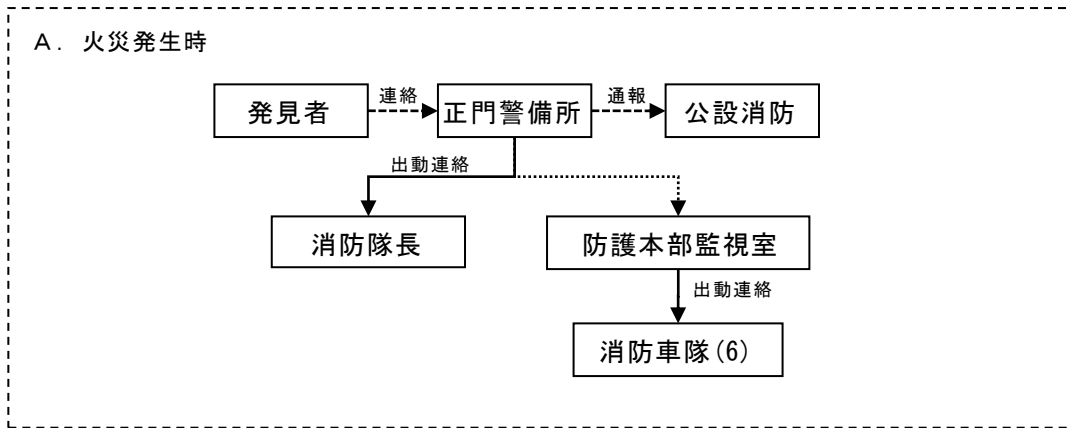 A. 火災発生時
発見者
連絡
正門警備所
通報
公設消防
出動連絡
消防隊長
防護本部監視室
出動連絡
消防車隊(6)